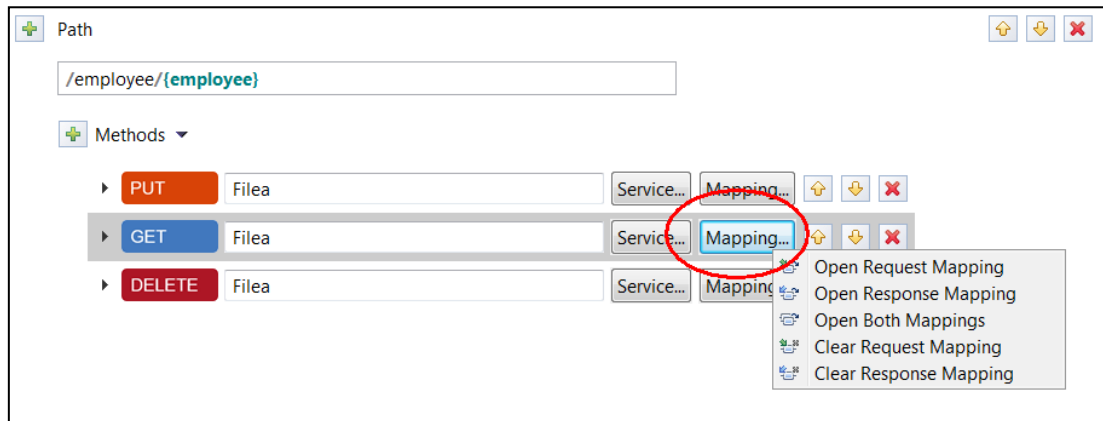 Path
/employee/{employee}
Methods
PUT Filea Service... Mapping...
GET Filea Service... Mapping...
DELETE Filea Service... Mapping
Open Request Mapping
Open Response Mapping
Open Both Mappings
Clear Request Mapping
Clear Response Mapping